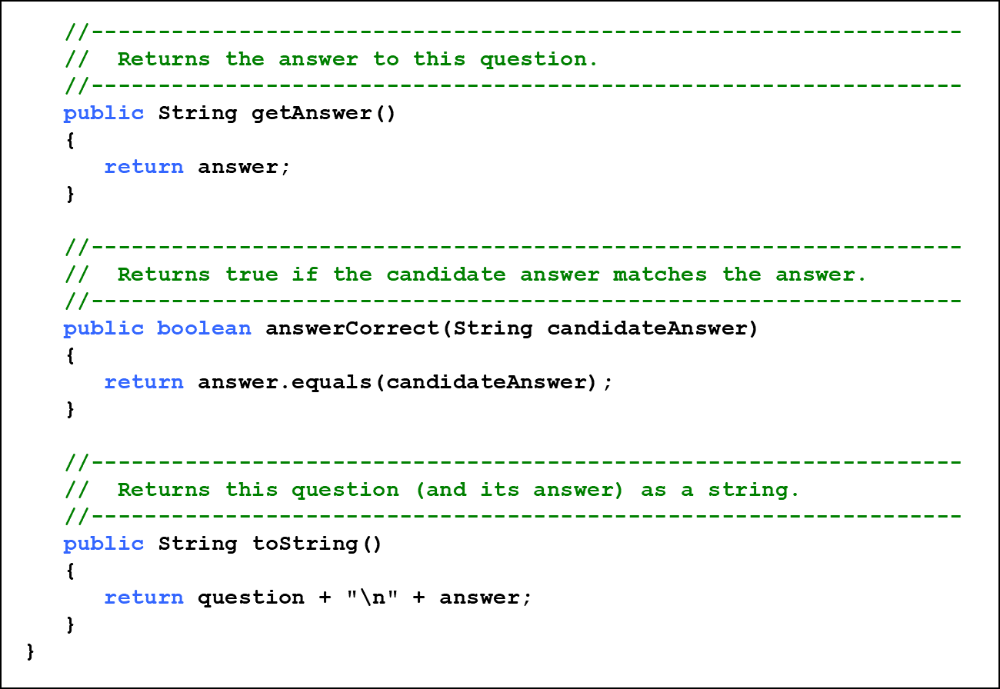 //-----------------------------------------------------------------
//  Returns the answer to this question.
//-----------------------------------------------------------------
public String getAnswer()
{
   return answer;
}

//-----------------------------------------------------------------
//  Returns true if the candidate answer matches the answer.
//-----------------------------------------------------------------
public boolean answerCorrect(String candidateAnswer)
{
   return answer.equals(candidateAnswer);
}

//-----------------------------------------------------------------
//  Returns this question (and its answer) as a string.
//-----------------------------------------------------------------
public String toString()
{
   return question + "\n" + answer;
}
}